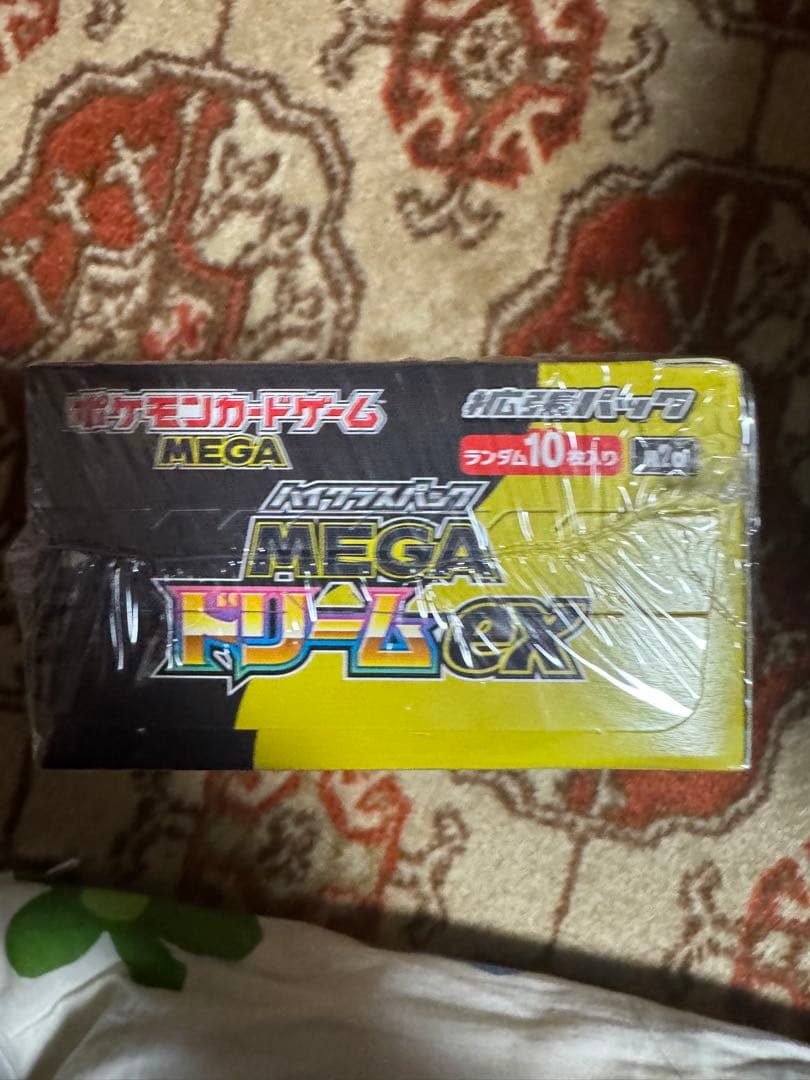 ポケモンカードゲーム
MEGA
拡張パック
ランダム10枚入り
ハイクラスパック
MEGA
ドリームex